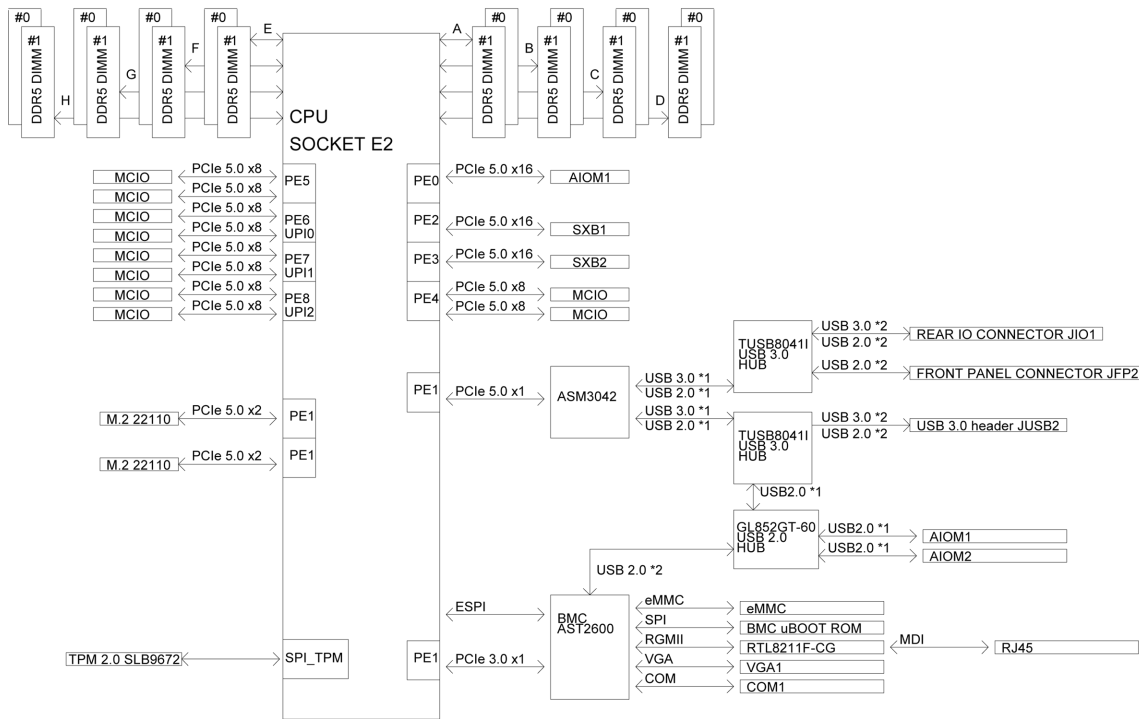 #0
#0
#0
#0
#1
#1
#1
#1
DDR5 DIMM
DDR5 DIMM
DDR5 DIMM
DDR5 DIMM
E
F
G
H
#0
#0
#0
#0
#1
#1
#1
#1
DDR5 DIMM
DDR5 DIMM
DDR5 DIMM
DDR5 DIMM
A
B
C
D
CPU
SOCKET E2
MCIO
PCIe 5.0 x8
MCIO
PCIe 5.0 x8
MCIO
PCIe 5.0 x8
MCIO
PCIe 5.0 x8
MCIO
PCIe 5.0 x8
MCIO
PCIe 5.0 x8
MCIO
PCIe 5.0 x8
MCIO
PCIe 5.0 x8
PE5
PE6
UPI0
PE7
UPI1
PE8
UPI2
PE0
PCIe 5.0 x16
AIOM1
PE2
PCIe 5.0 x16
SXB1
PE3
PCIe 5.0 x16
SXB2
PE4
PCIe 5.0 x8
MCIO
PCIe 5.0 x8
MCIO
M.2 22110
PCIe 5.0 x2
PE1
M.2 22110
PCIe 5.0 x2
PE1
PE1
PCIe 5.0 x1
ASM3042
USB 3.0 *1
USB 2.0 *1
USB 3.0 *1
USB 2.0 *1
TUSB8041I
USB 3.0
HUB
USB 3.0 *2
USB 2.0 *2
REAR IO CONNECTOR JIO1
USB 2.0 *2
FRONT PANEL CONNECTOR JFP2
TUSB8041I
USB 3.0
HUB
USB 3.0 *2
USB 2.0 *2
USB 3.0 header JUSB2
USB2.0 *1
GL852GT-60
USB 2.0
HUB
USB2.0 *1
AIOM1
USB2.0 *1
AIOM2
USB 2.0 *2
ESPI
BMC
AST2600
eMMC
eMMC
SPI
BMC uBOOT ROM
RGMII
RTL8211F-CG
MDI
RJ45
VGA
VGA1
COM
COM1
TPM 2.0 SLB9672
SPI_TPM
PE1
PCIe 3.0 x1